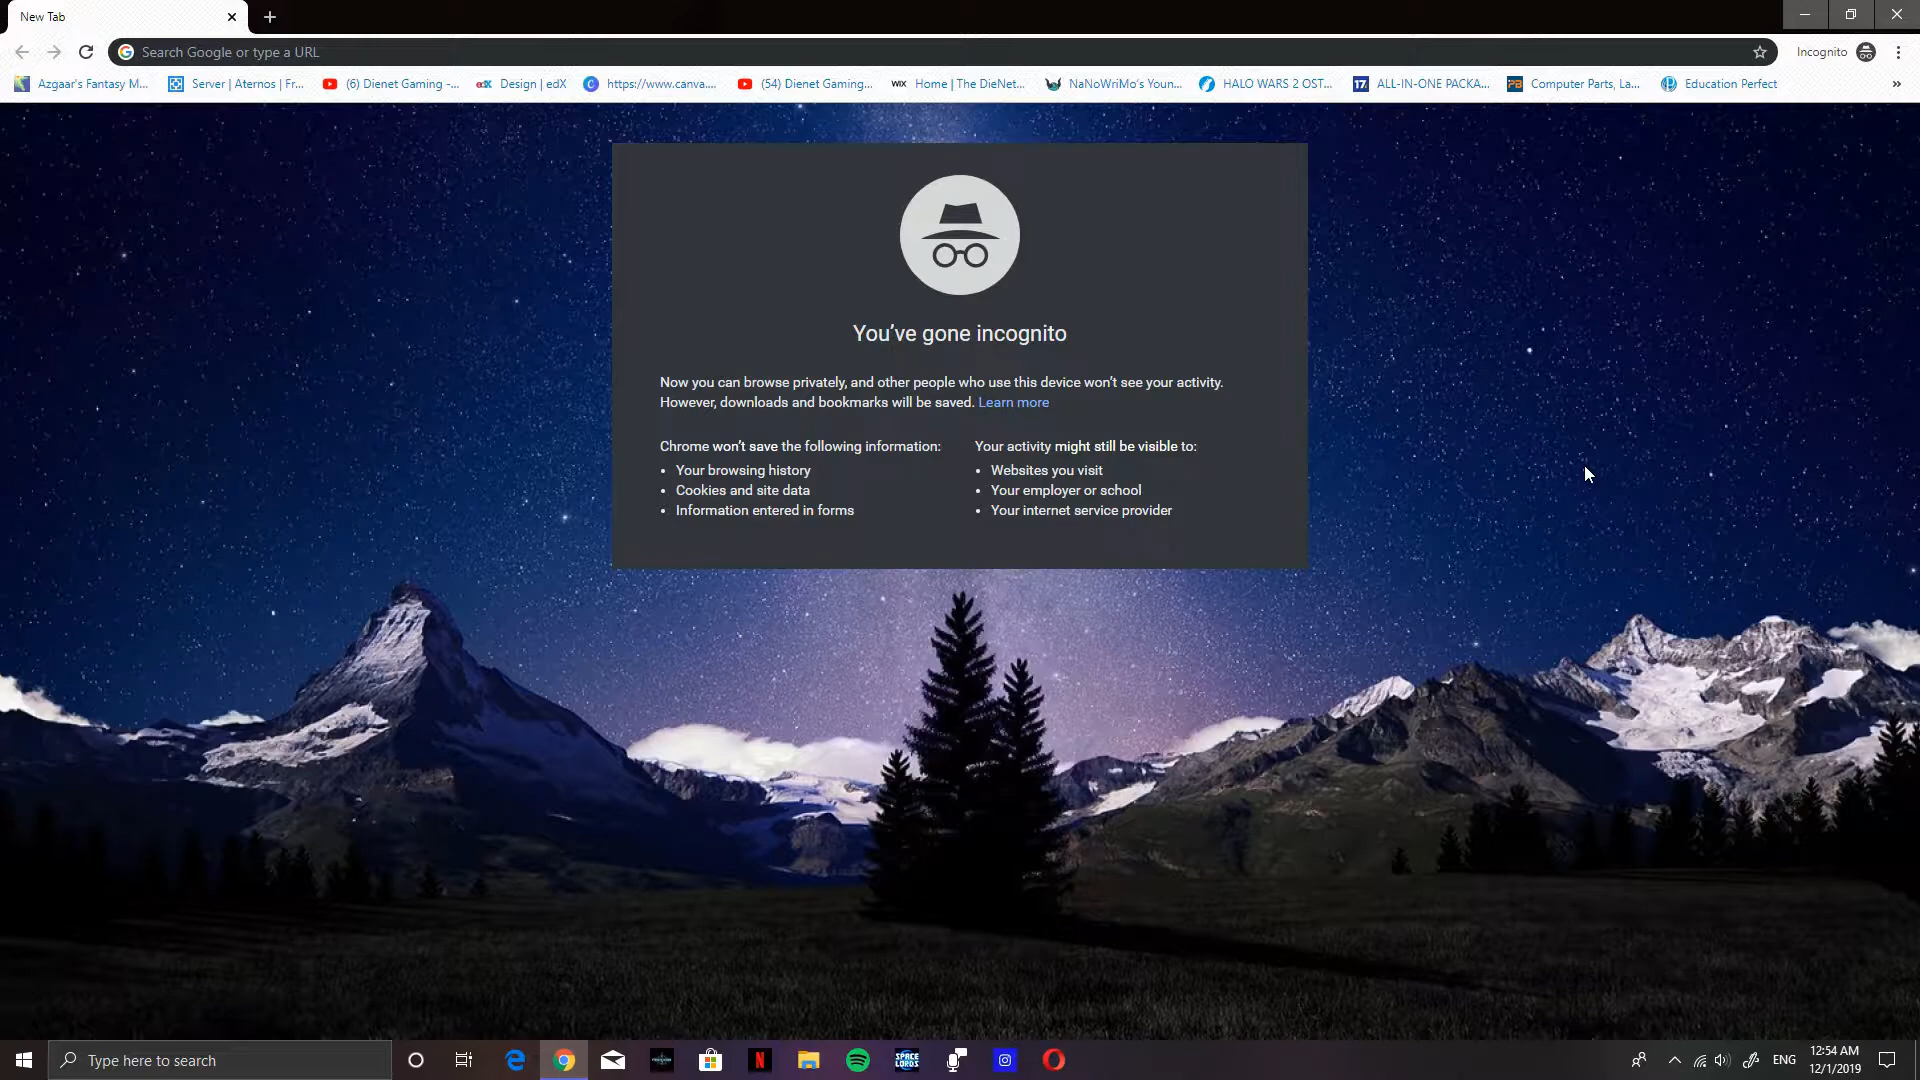 New Tab
Search Google or type a URL
Incognito
Azgaar's Fantasy M...
Server | Aternos | Fr...
(6) Dienet Gaming -...
edX
Design | edX
C
https://www.canva....
(54) Dienet Gaming...
WIX
Home | The DieNet...
NaNoWriMo's Youn...
HALO WARS 2 OST...
17
ALL-IN-ONE PACKA...
PB
Computer Parts, La...
Education Perfect
You've gone incognito
Now you can browse privately, and other people who use this device won't see your activity.
However, downloads and bookmarks will be saved. Learn more
Chrome won't save the following information:
• Your browsing history
• Cookies and site data
• Information entered in forms
Your activity might still be visible to:
• Websites you visit
• Your employer or school
• Your internet service provider
Type here to search
SPACE
LORDS
ENG
12:54 AM
12/1/2019